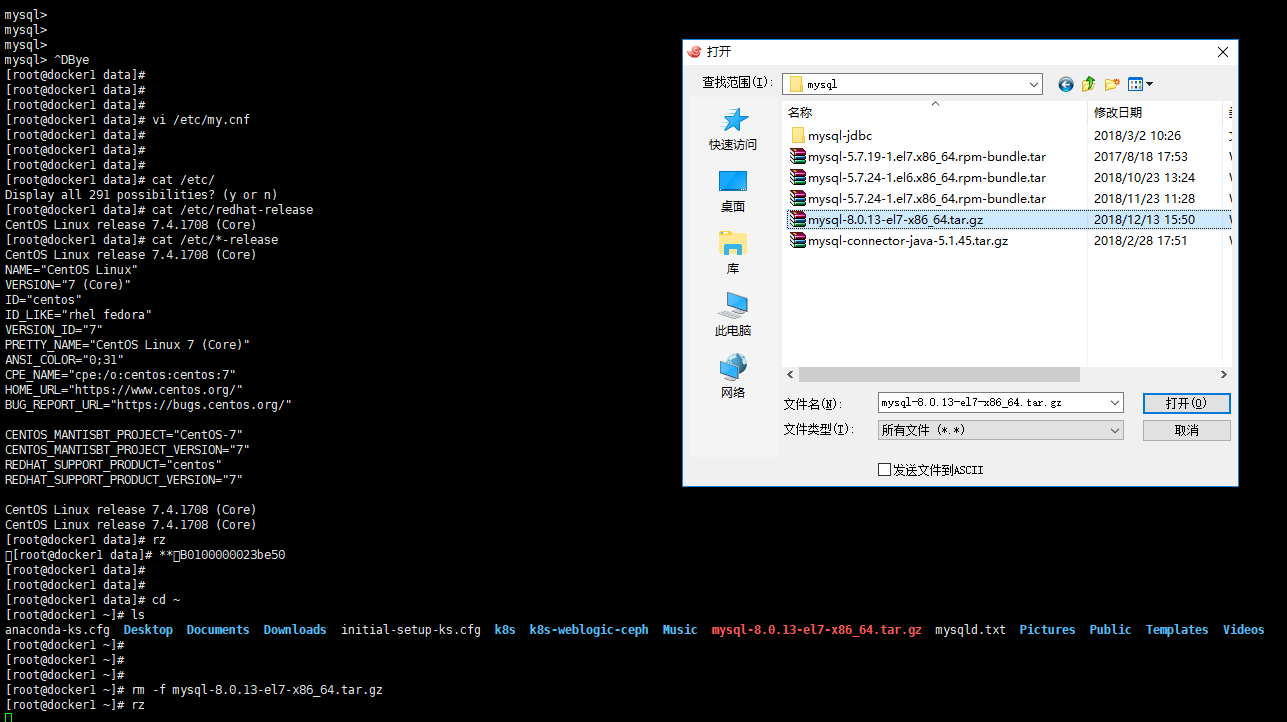 mysql>
mysql>
mysql>
mysql> ^DBye
[root@docker1 data]#
[root@docker1 data]#
[root@docker1 data]#
[root@docker1 data]# vi /etc/my.cnf
[root@docker1 data]#
[root@docker1 data]#
[root@docker1 data]#
[root@docker1 data]# cat /etc/
Display all 291 possibilities? (y or n)
[root@docker1 data]# cat /etc/redhat-release
CentOS Linux release 7.4.1708 (Core)
[root@docker1 data]# cat /etc/*-release
CentOS Linux release 7.4.1708 (Core)
NAME="CentOS Linux"
VERSION="7 (Core)"
ID="centos"
ID_LIKE="rhel fedora"
VERSION_ID="7"
PRETTY_NAME="CentOS Linux 7 (Core)"
ANSI_COLOR="0;31"
CPE_NAME="cpe:/o:centos:centos:7"
HOME_URL="https://www.centos.org/"
BUG_REPORT_URL="https://bugs.centos.org/"

CENTOS_MANTISBT_PROJECT="CentOS-7"
CENTOS_MANTISBT_PROJECT_VERSION="7"
REDHAT_SUPPORT_PRODUCT="centos"
REDHAT_SUPPORT_PRODUCT_VERSION="7"

CentOS Linux release 7.4.1708 (Core)
CentOS Linux release 7.4.1708 (Core)
[root@docker1 data]# rz
[root@docker1 data]# **B0100000023be50
[root@docker1 data]#
[root@docker1 data]#
[root@docker1 data]# cd ~
[root@docker1 ~]# ls
anaconda-ks.cfg Desktop Documents Downloads initial-setup-ks.cfg k8s k8s-weblogic-ceph Music mysql-8.0.13-el7-x86_64.tar.gz mysqld.txt Pictures Public Templates Videos
[root@docker1 ~]#
[root@docker1 ~]#
[root@docker1 ~]#
[root@docker1 ~]# rm -f mysql-8.0.13-el7-x86_64.tar.gz
[root@docker1 ~]# rz
打开
查找范围(I): mysql
快速访问
桌面
库
此电脑
网络
名称 修改日期
mysql-jdbc 2018/3/2 10:26
mysql-5.7.19-1.el7.x86_64.rpm-bundle.tar 2017/8/18 17:53
mysql-5.7.24-1.el6.x86_64.rpm-bundle.tar 2018/10/23 13:24
mysql-5.7.24-1.el7.x86_64.rpm-bundle.tar 2018/11/23 11:28
mysql-8.0.13-el7-x86_64.tar.gz 2018/12/13 15:50
mysql-connector-java-5.1.45.tar.gz 2018/2/28 17:51
文件名(N): mysql-8.0.13-el7-x86_64.tar.gz 打开(O)
文件类型(T): 所有文件 (*.*) 取消
发送文件到ASCII